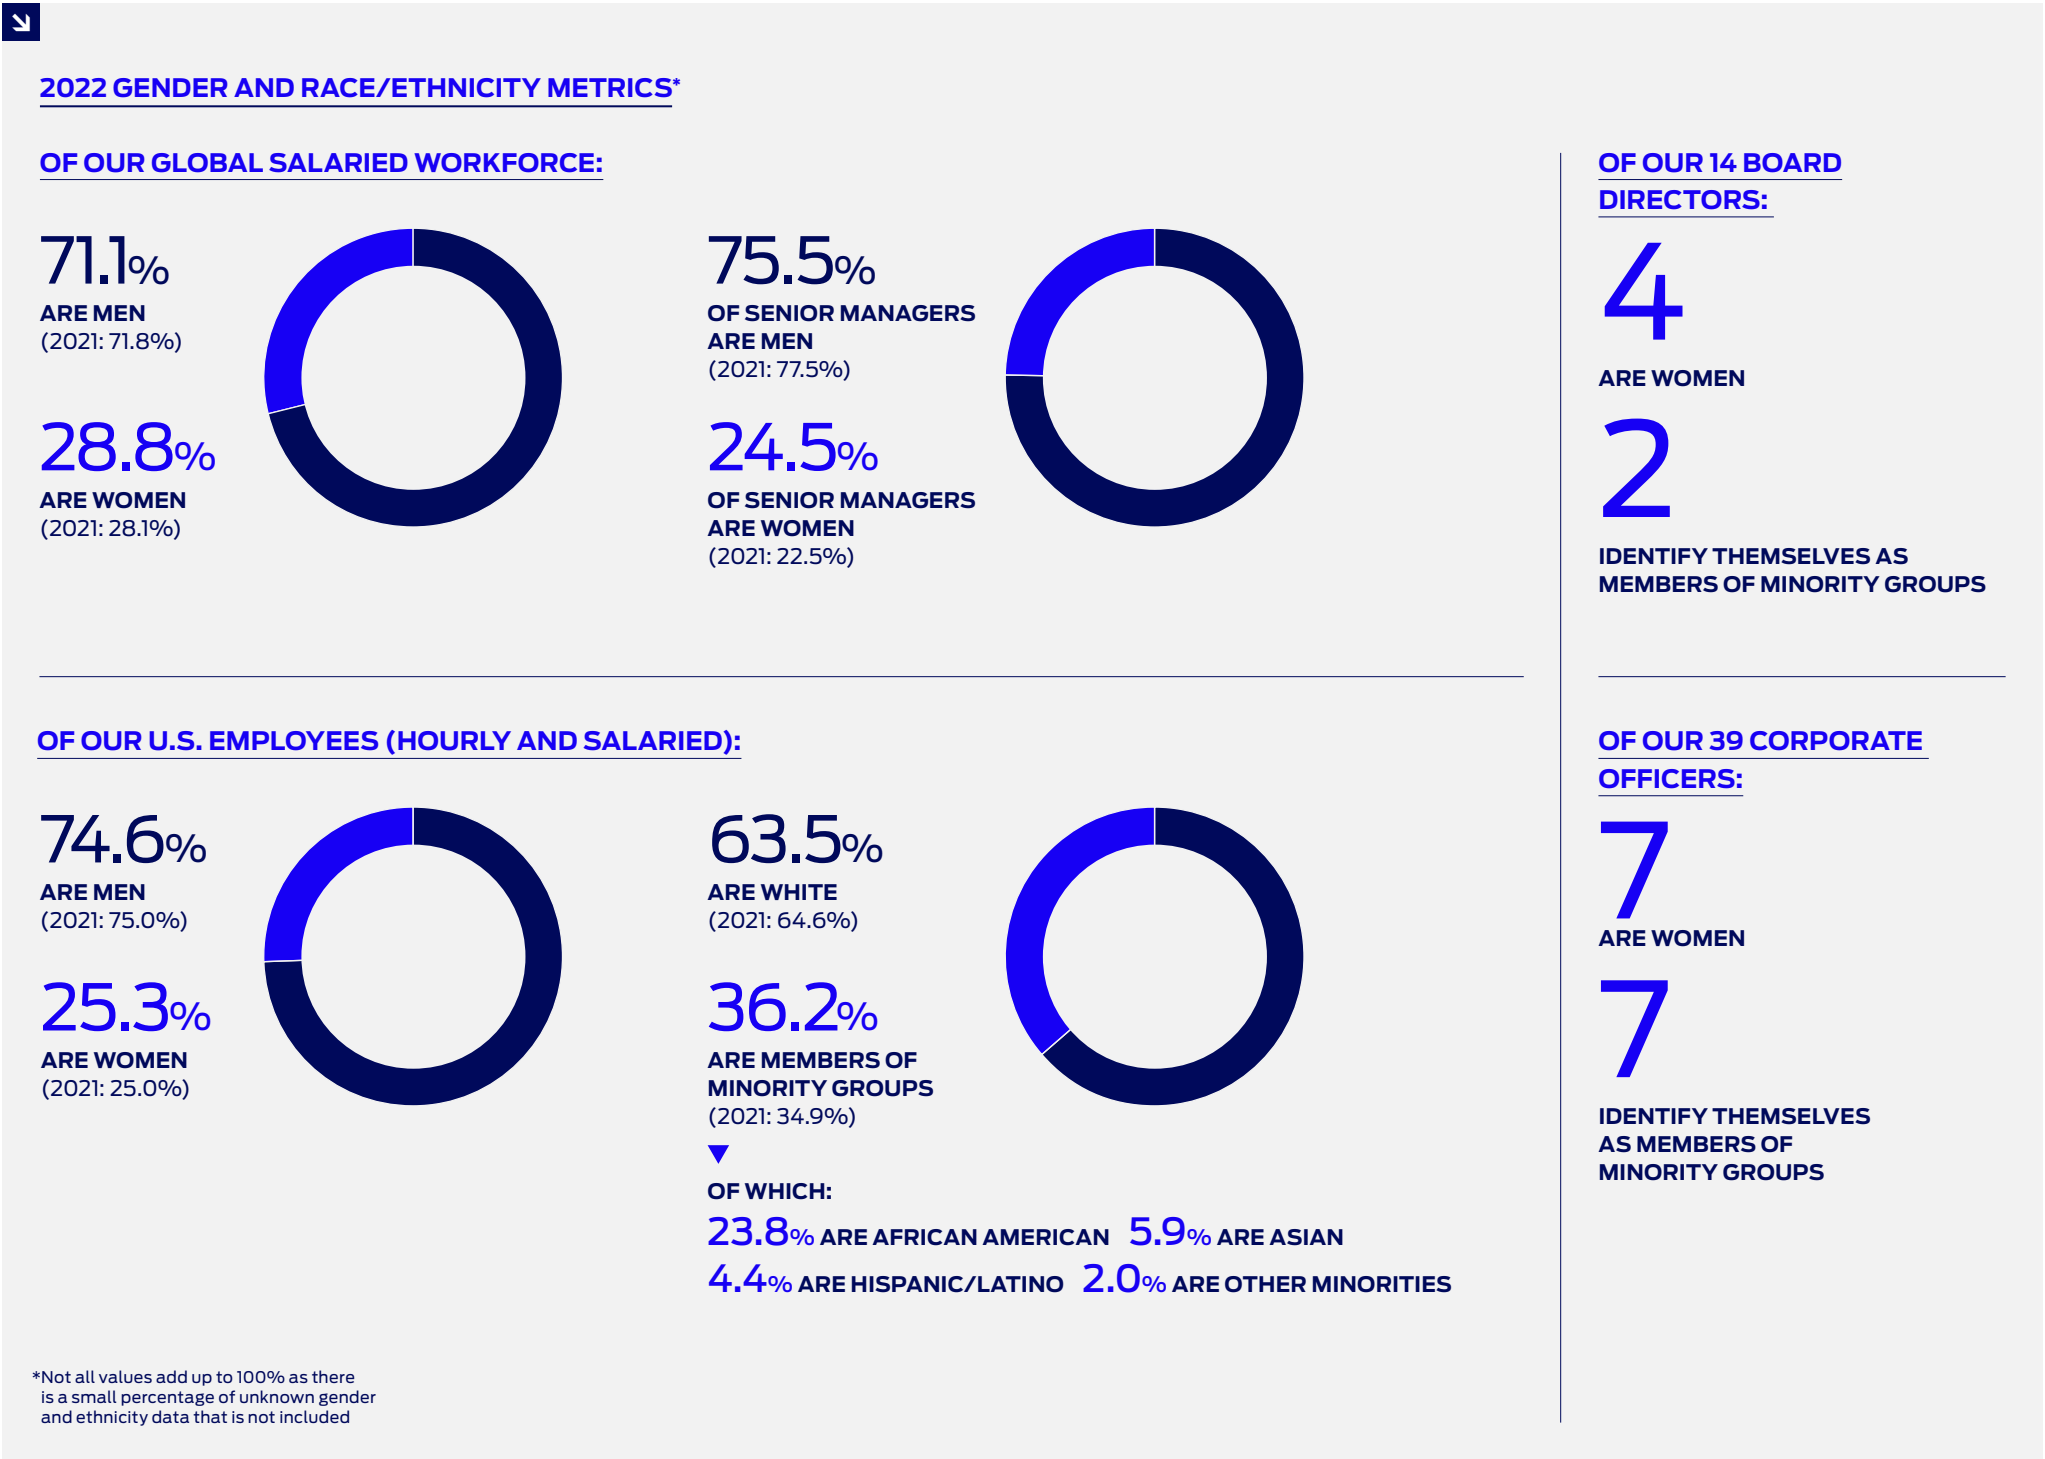 2022 GENDER AND RACE/ETHNICITY METRICS*
OF OUR GLOBAL SALARIED WORKFORCE:
71.1%
ARE MEN
(2021: 71.8%)
28.8%
ARE WOMEN
(2021: 28.1%)
75.5%
OF SENIOR MANAGERS
ARE MEN
(2021: 77.5%)
24.5%
OF SENIOR MANAGERS
ARE WOMEN
(2021: 22.5%)
OF OUR U.S. EMPLOYEES (HOURLY AND SALARIED):
74.6%
ARE MEN
(2021: 75.0%)
25.3%
ARE WOMEN
(2021: 25.0%)
63.5%
ARE WHITE
(2021: 64.6%)
36.2%
ARE MEMBERS OF
MINORITY GROUPS
(2021: 34.9%)
OF WHICH:
23.8% ARE AFRICAN AMERICAN 5.9% ARE ASIAN
4.4% ARE HISPANIC/LATINO 2.0% ARE OTHER MINORITIES
*Not all values add up to 100% as there
is a small percentage of unknown gender
and ethnicity data that is not included
OF OUR 14 BOARD
DIRECTORS:
4
ARE WOMEN
2
IDENTIFY THEMSELVES AS
MEMBERS OF MINORITY GROUPS
OF OUR 39 CORPORATE
OFFICERS:
7
ARE WOMEN
7
IDENTIFY THEMSELVES
AS MEMBERS OF
MINORITY GROUPS